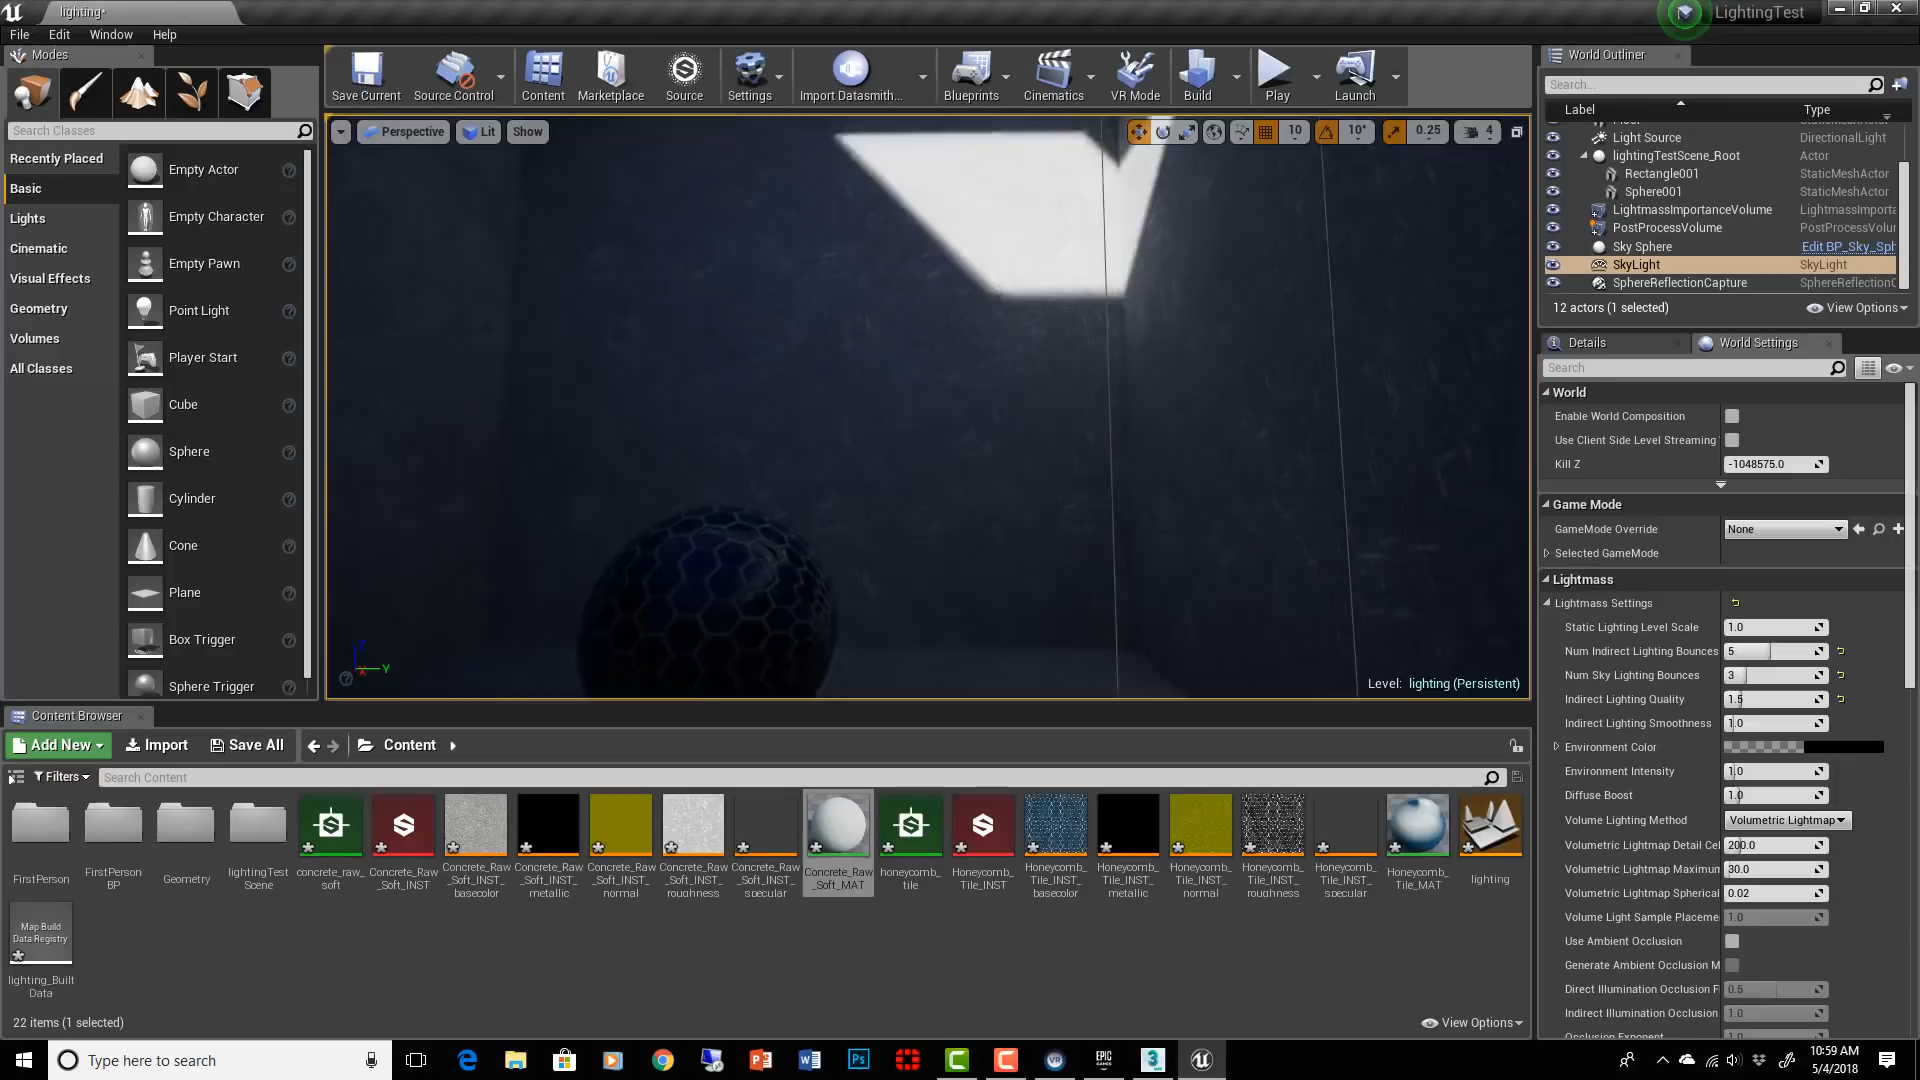 lighting*
LightingTest
File Edit Window Help
Modes
Search Classes
Recently Placed
Basic
Lights
Cinematic
Visual Effects
Geometry
Volumes
All Classes
Empty Actor
Empty Character
Empty Pawn
Point Light
Player Start
Cube
Sphere
Cylinder
Cone
Plane
Box Trigger
Sphere Trigger
Save Current
Source Control
Content
Marketplace
Source
Settings
Import Datasmith...
Blueprints
Cinematics
VR Mode
Build
Play
Launch
Perspective Lit Show
10 10° 0.25 4
Z
X Y
Level: lighting (Persistent)
World Outliner
Search...
Label Type
Light Source DirectionalLight
lightingTestScene_Root Actor
Rectangle001 StaticMeshActor
Sphere001 StaticMeshActor
LightmassImportanceVolume LightmassImporta
PostProcessVolume PostProcessVolur
Sky Sphere Edit BP_Sky_Sph
SkyLight SkyLight
SphereReflectionCapture SphereReflectionC
12 actors (1 selected) View Options
Details World Settings
Search
World
Enable World Composition
Use Client Side Level Streaming
Kill Z -1048575.0
Game Mode
GameMode Override None
Selected GameMode
Lightmass
Lightmass Settings
Static Lighting Level Scale 1.0
Num Indirect Lighting Bounces 5
Num Sky Lighting Bounces 3
Indirect Lighting Quality 1.5
Indirect Lighting Smoothness 1.0
Environment Color
Environment Intensity 1.0
Diffuse Boost 1.0
Volume Lighting Method Volumetric Lightmap
Volumetric Lightmap Detail Cel 200.0
Volumetric Lightmap Maximum 30.0
Volumetric Lightmap Spherical 0.02
Volume Light Sample Placeme 1.0
Use Ambient Occlusion
Generate Ambient Occlusion M
Direct Illumination Occlusion F 0.5
Indirect Illumination Occlusion 1.0
Occlusion Exponent 1.0
Content Browser
Add New Import Save All Content
Filters Search Content
FirstPerson
FirstPerson
BP
Geometry
lightingTest
Scene
concrete_raw_
soft
Concrete_Raw
_Soft_INST
Concrete_Raw
_Soft_INST_
basecolor
Concrete_Raw
_Soft_INST_
metallic
Concrete_Raw
_Soft_INST_
normal
Concrete_Raw
_Soft_INST_
roughness
Concrete_Raw
_Soft_INST_
specular
Concrete_Raw
_Soft_MAT
honeycomb_
tile
Honeycomb_
Tile_INST
Honeycomb_
Tile_INST_
basecolor
Honeycomb_
Tile_INST_
metallic
Honeycomb_
Tile_INST_
normal
Honeycomb_
Tile_INST_
roughness
Honeycomb_
Tile_INST_
specular
Honeycomb_
Tile_MAT
lighting
Map Build
Data Registry
lighting_Built
Data
22 items (1 selected) View Options
Type here to search
10:59 AM
5/4/2018